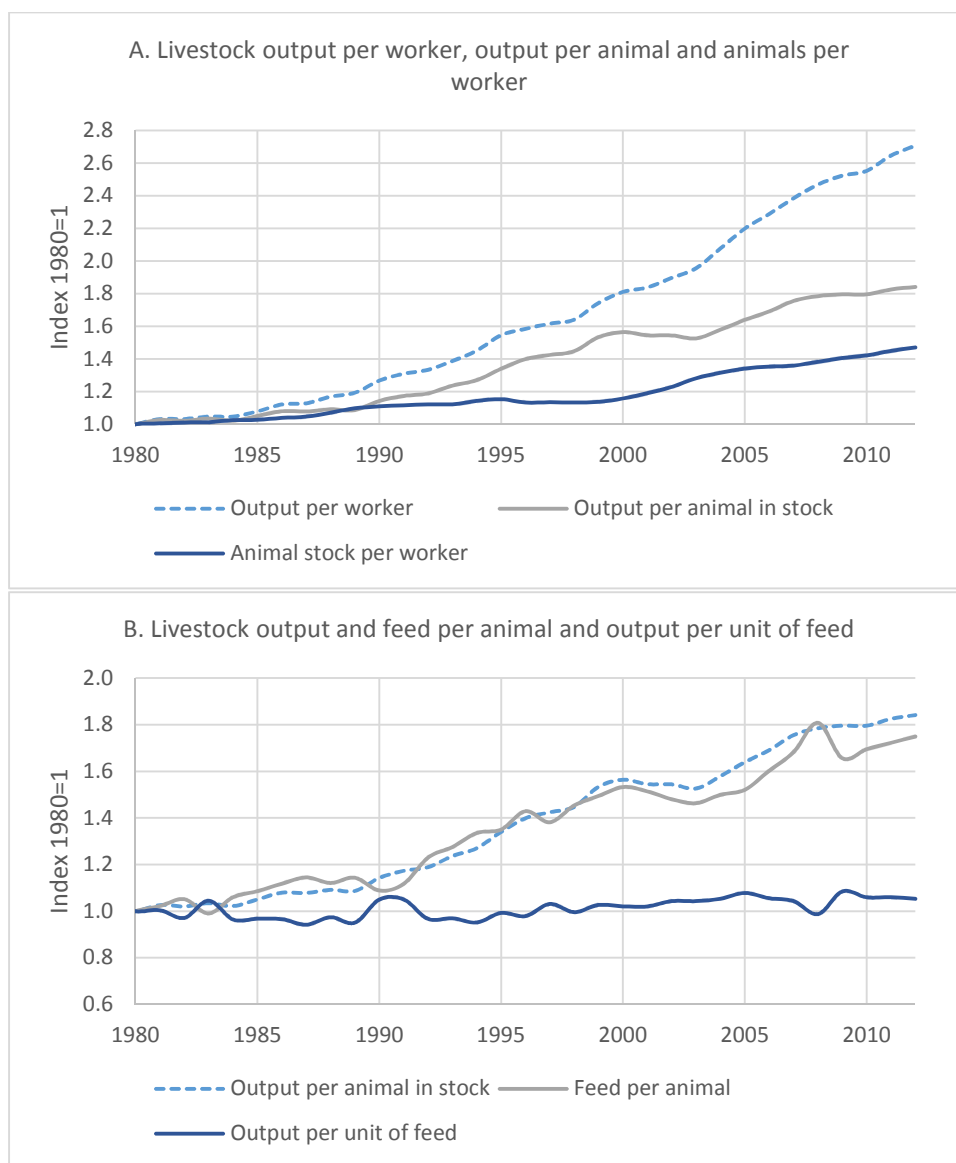 A. Livestock output per worker, output per animal and animals per
worker
Index 1980=1
2.8
2.6
2.4
2.2
2.0
1.8
1.6
1.4
1.2
1.0
1980 1985 1990 1995 2000 2005 2010
Output per worker Output per animal in stock
Animal stock per worker
B. Livestock output and feed per animal and output per unit of feed
Index 1980=1
2.0
1.8
1.6
1.4
1.2
1.0
0.8
0.6
1980 1985 1990 1995 2000 2005 2010
Output per animal in stock Feed per animal
Output per unit of feed